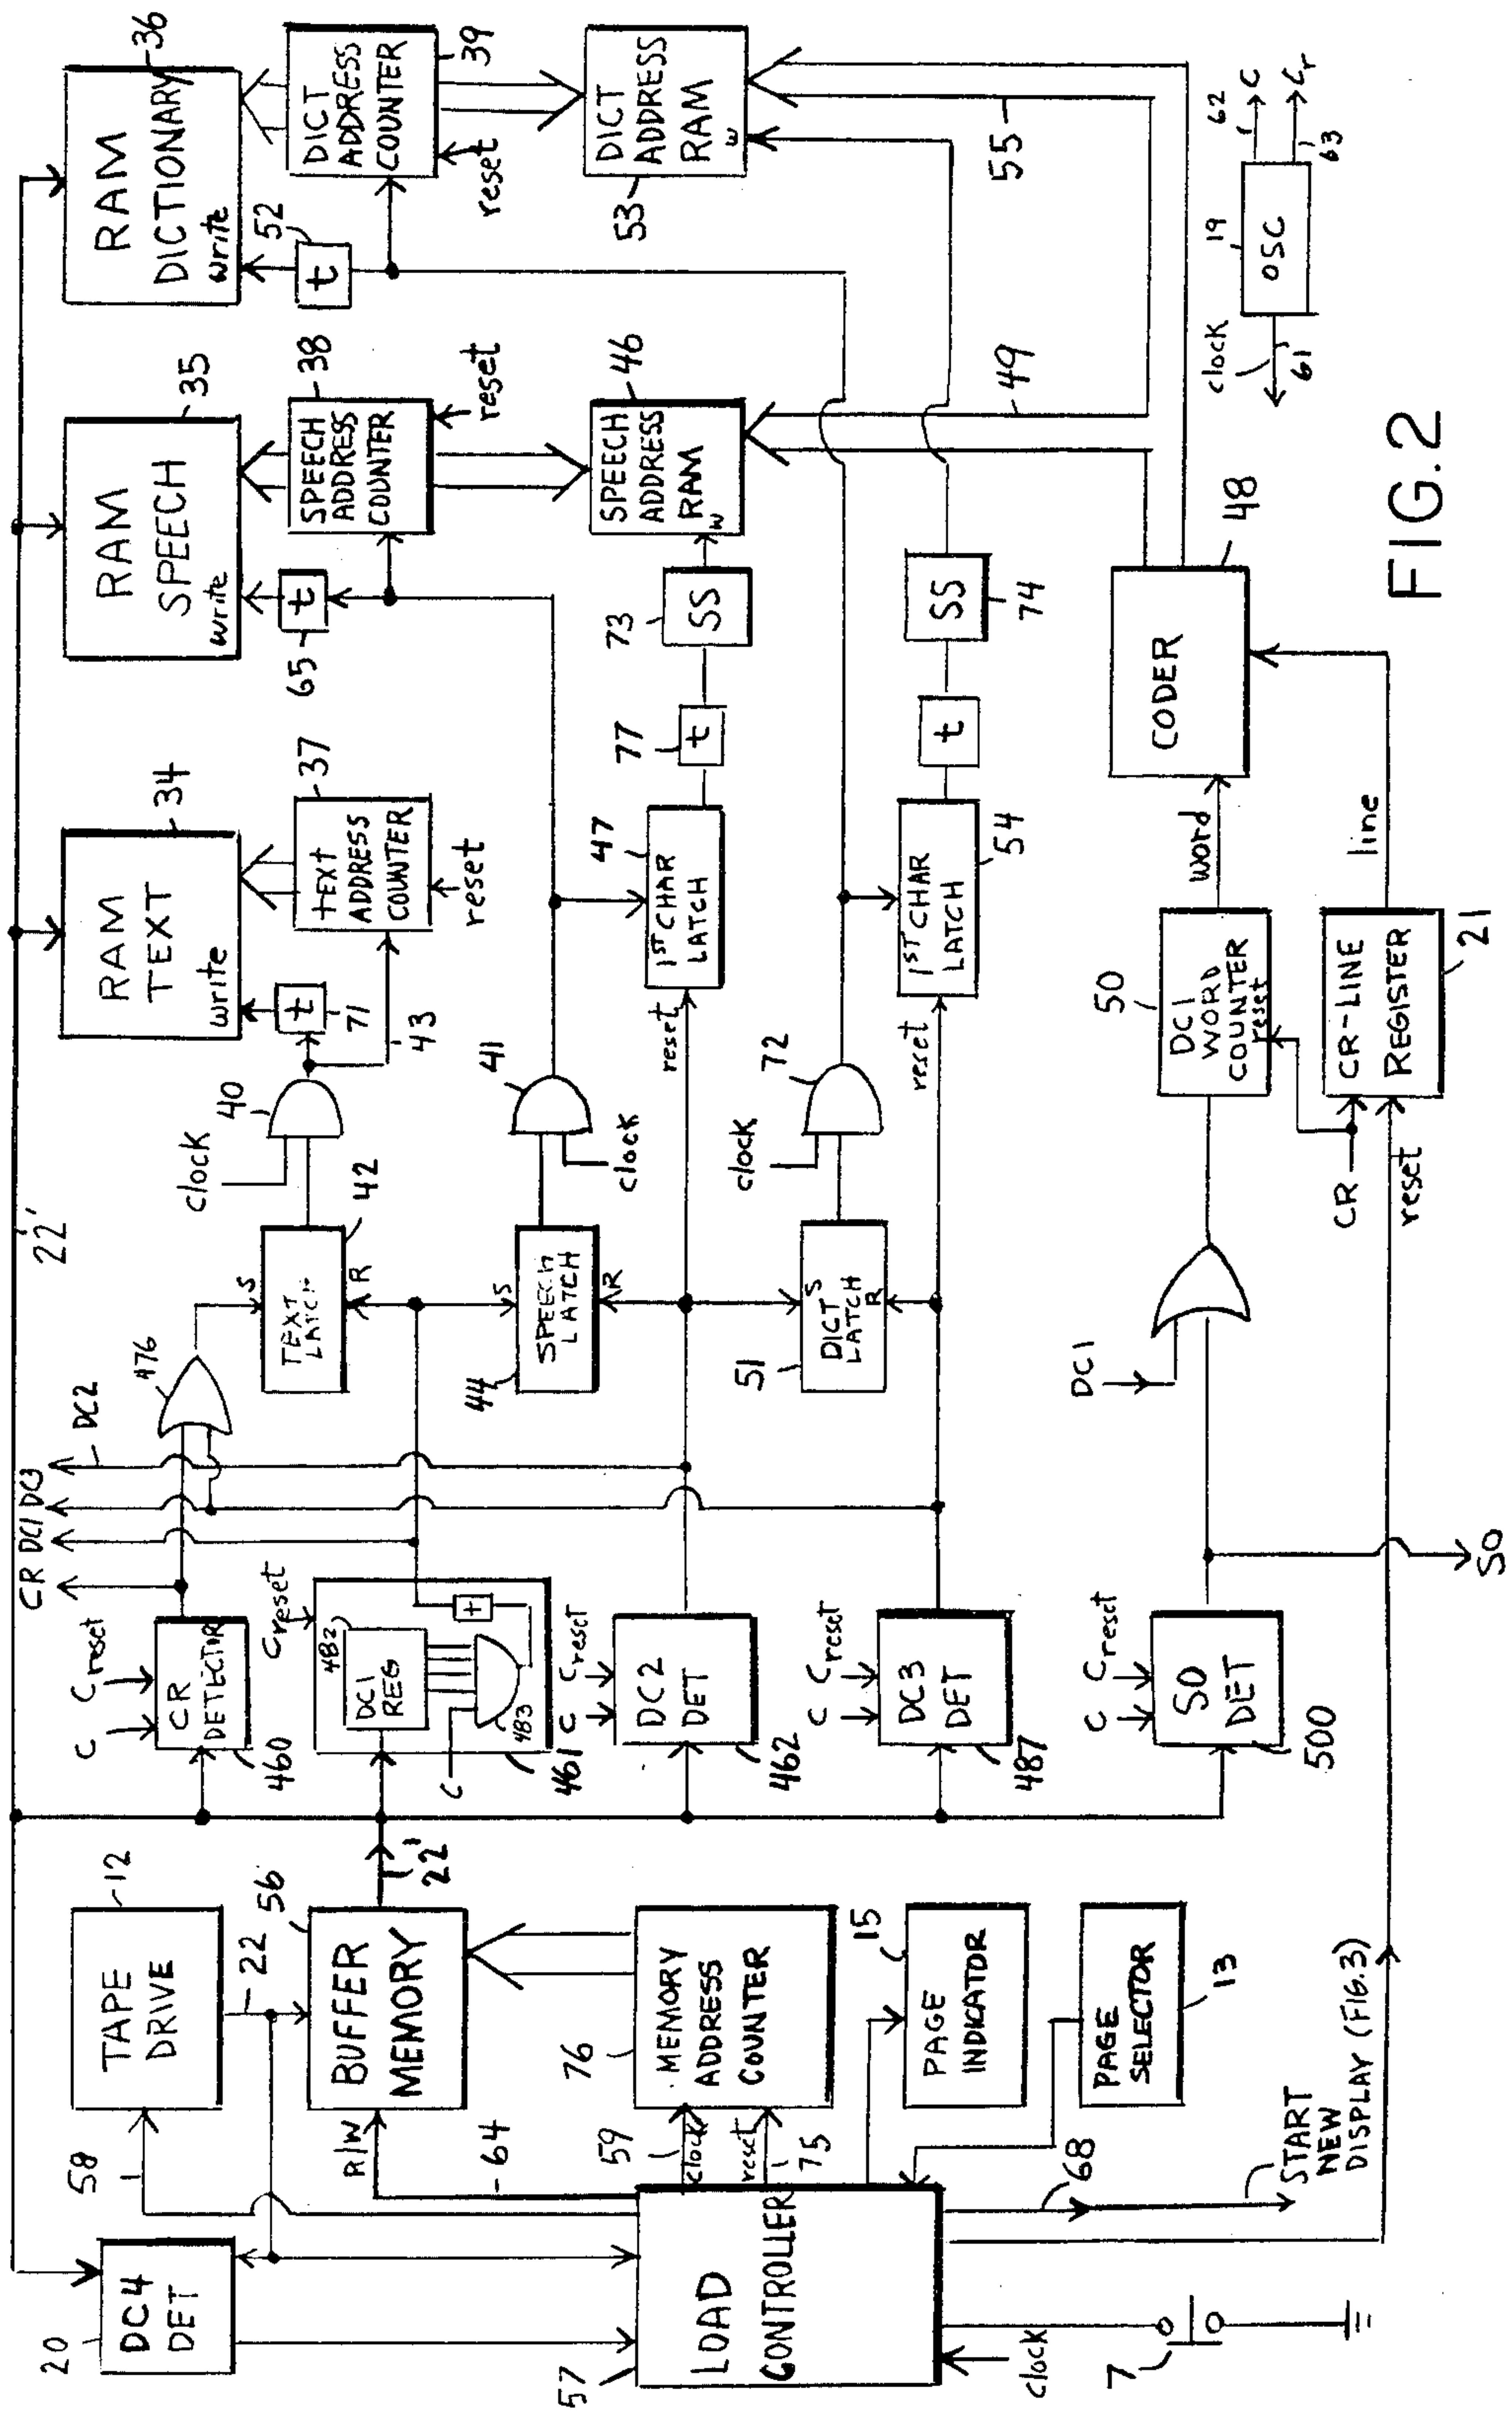 20
DC4
DET
58
TAPE
DRIVE
12
22
R/W
64
BUFFER
MEMORY
56
22'
57
LOAD
CONTROLLER
clock
7
59
clock
reset
75
76
MEMORY
ADDRESS
COUNTER
15
PAGE
INDICATOR
PAGE
SELECTOR
13
68
START
NEW
DISPLAY (FIG.3)
CR
DC1
DC3
DC2
C
Creset
CR
DETECTOR
460
Creset
482
DC1
REG
t
483
C
461
C
Creset
DC2
DET
462
C
Creset
DC3
DET
487
C
Creset
SO
DET
500
SO
476
22'
S
TEXT
LATCH
R
42
clock
40
S
SPEECH
LATCH
R
44
clock
41
DICT
LATCH
S
R
51
clock
72
DC1
CR
reset
t
71
43
RAM
TEXT
write
34
TEXT
ADDRESS
COUNTER
37
reset
reset
1ST CHAR
LATCH
47
t
77
SS
73
reset
1ST CHAR
LATCH
54
t
SS
74
50
DC1
WORD
COUNTER
reset
word
CR-LINE
REGISTER
21
line
CODER
48
RAM
SPEECH
write
35
t
65
SPEECH
ADDRESS
COUNTER
38
reset
SPEECH
ADDRESS
RAM
w
46
49
RAM
DICTIONARY
write
36
t
52
DICT
ADDRESS
COUNTER
39
reset
DICT
ADDRESS
RAM
w
53
55
clock
61
OSC
19
62
C
Cr
63
FIG.2